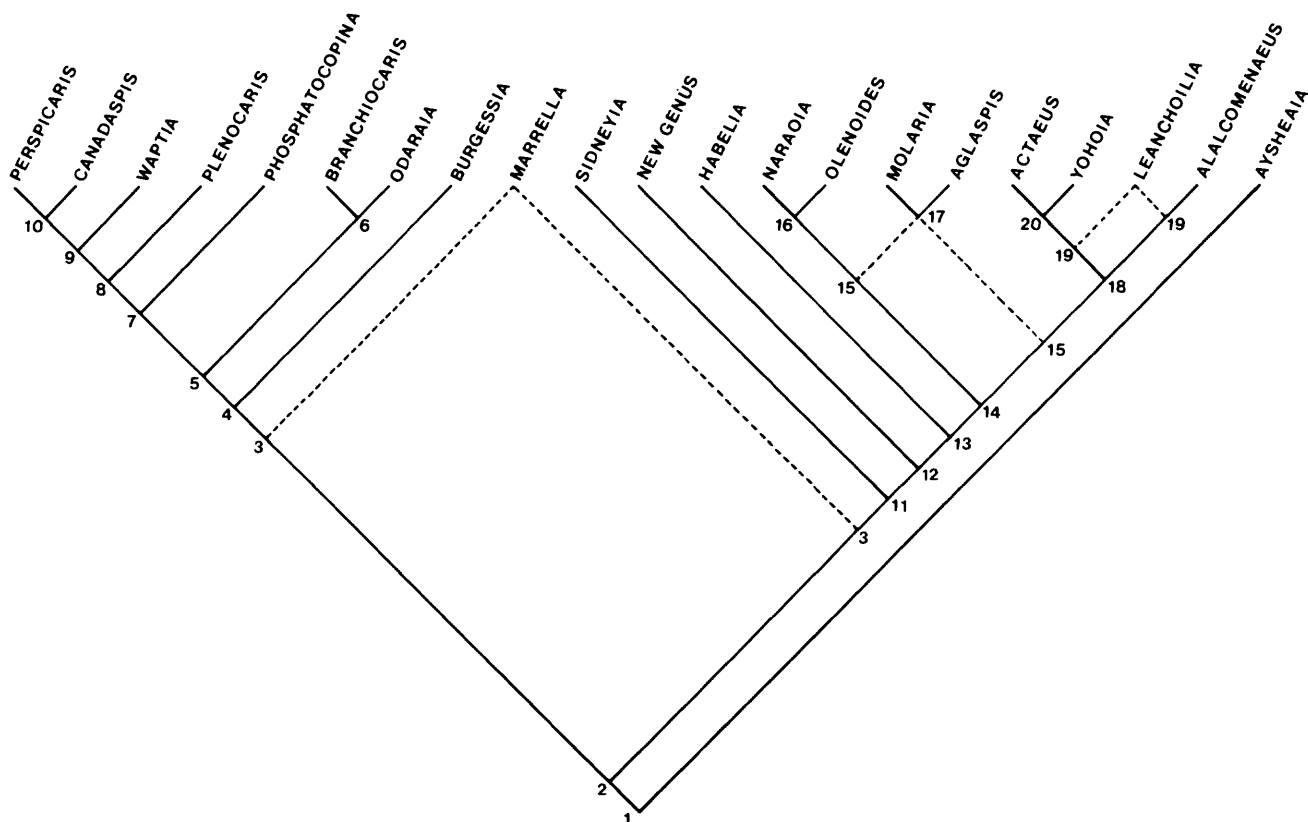 PERSPICARIS
CANADASPIS
WAPTIA
PLENOCARIS
PHOSPHATOCOPINA
BRANCHIOCARIS
ODARAIA
BURGESSIA
MARRELLA
SIDNEYIA
NEW GENUS
HABELIA
NARAOIA
OLENOIDES
MOLARIA
AGLASPIS
ACTAEUS
YOHOIA
LEANCHOILIA
ALALCOMENAEUS
AYSHEAIA
10
6
16
17
20
19
9
19
8
15
18
7
15
5
4
14
3
13
12
11
3
2
1